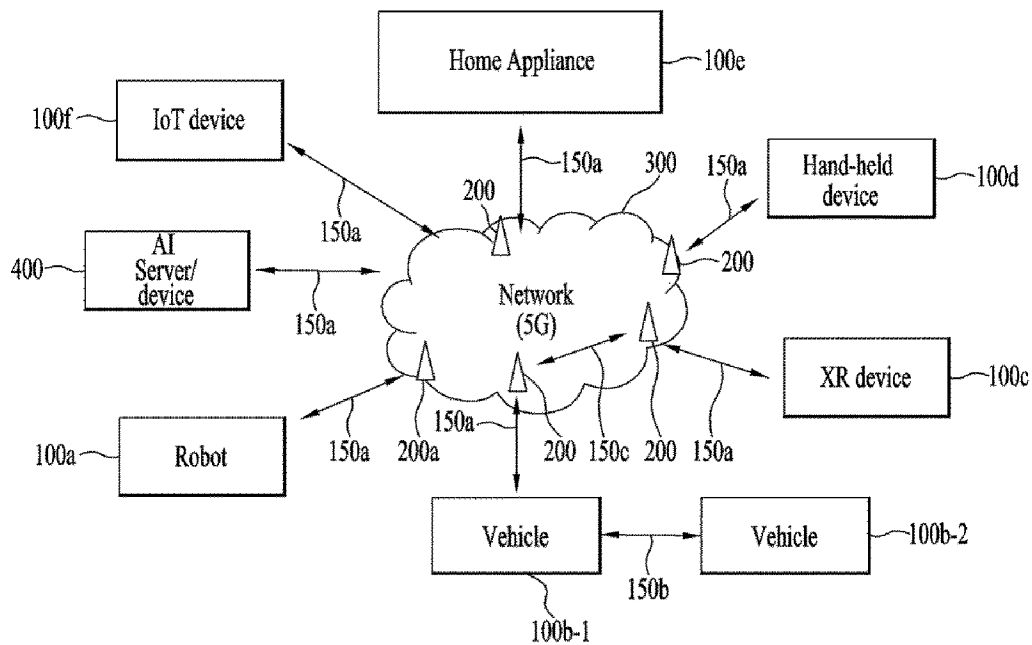 Home Appliance
100e
100f
IoT device
150a
200
300
150a
Hand-held
device
100d
150a
400
AI
Server/
device
150a
Network
(5G)
200
XR device
100c
150a
100a
Robot
150a
200a
200
150c
200
150a
Vehicle
150b
Vehicle
100b-2
100b-1